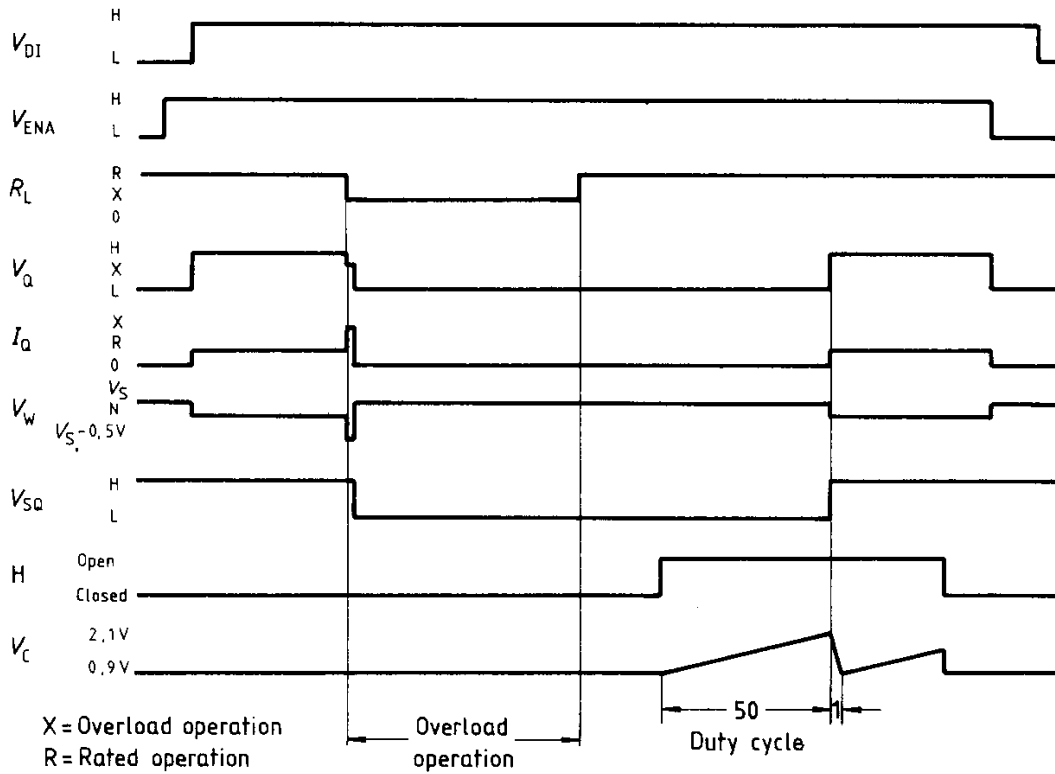 H
V_DI
L
H
V_ENA
L
R
R_L
X
0
H
V_Q
X
L
X
I_Q
R
0
V_S
V_W
N
V_S,-0,5V
H
V_SQ
L
Open
H
Closed
2,1V
V_C
0,9V
50
1
Duty cycle
X = Overload operation
R = Rated operation
Overload
operation